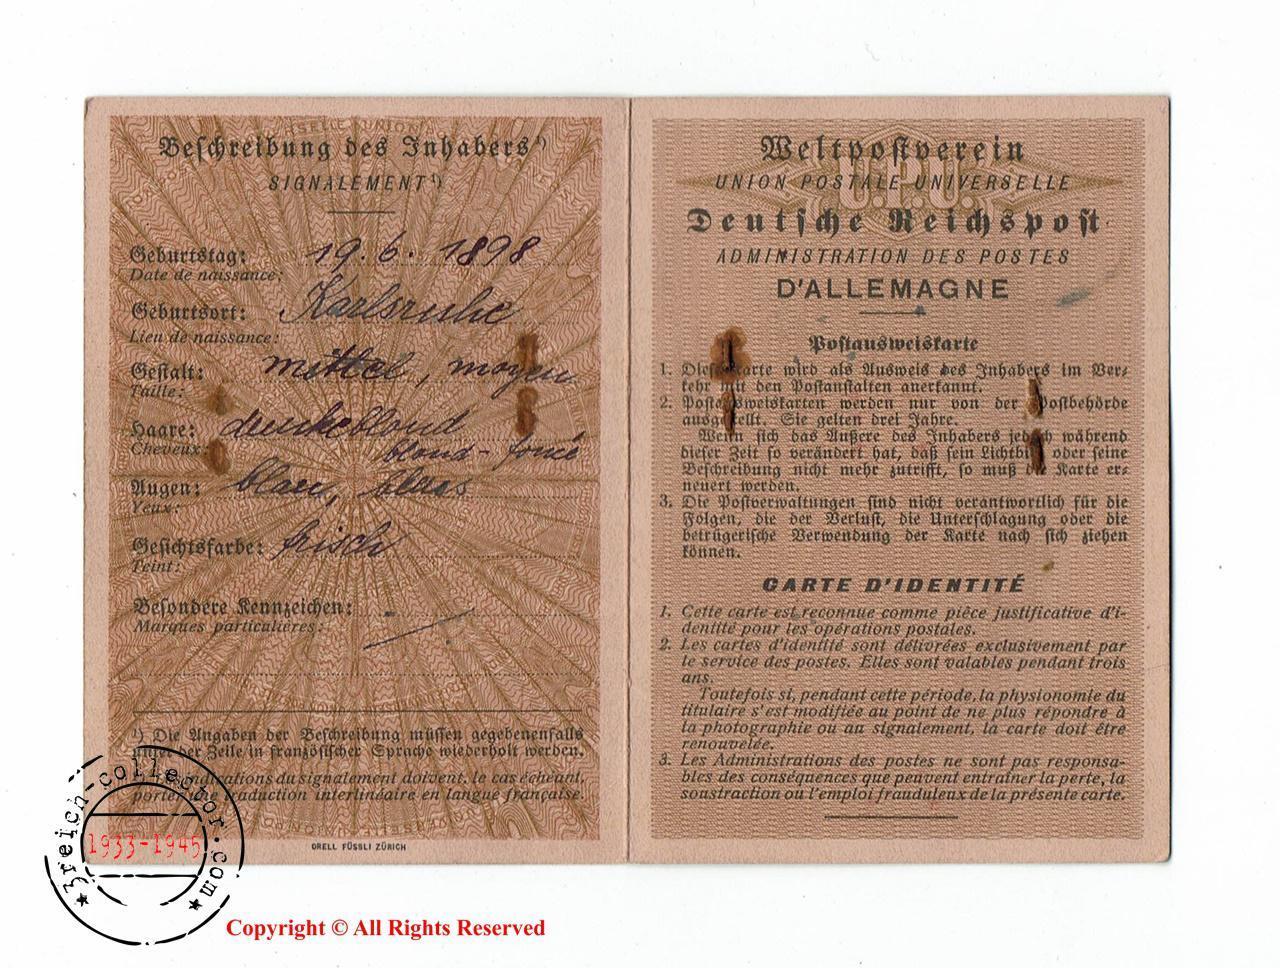 Beschreibung des Inhabers¹)
SIGNALEMENT¹)
Geburtstag: 19. 6. 1898
Date de naissance:
Geburtsort: Karlsruhe
Lieu de naissance:
Gestalt: mittel, moyen
Taille:
Haare: dunkelblond
Cheveux: blond-foncé
Augen: blau, bleus
Yeux:
Gesichtsfarbe: frisch
Teint:
Besondere Kennzeichen: -
Marques particulières:
¹) Die Angaben der Beschreibung müssen gegebenenfalls
unter der Zeile in französischer Sprache wiederholt werden.
indications du signalement doivent, le cas échéant,
porter une traduction interlinéaire en langue française.
ORELL FÜSSLI ZÜRICH
Weltpostverein
UNION POSTALE UNIVERSELLE
U.P.U.
Deutsche Reichspost
ADMINISTRATION DES POSTES
D'ALLEMAGNE
Postausweiskarte
1. Diese Karte wird als Ausweis des Inhabers im Ver-
kehr mit den Postanstalten anerkannt.
2. Postausweiskarten werden nur von der Postbehörde
ausgestellt. Sie gelten drei Jahre.
Wenn sich das Äußere des Inhabers jedoch während
dieser Zeit so verändert hat, daß sein Lichtbild oder seine
Beschreibung nicht mehr zutrifft, so muß die Karte er-
neuert werden.
3. Die Postverwaltungen sind nicht verantwortlich für die
Folgen, die der Verlust, die Unterschlagung oder die
betrügerische Verwendung der Karte nach sich ziehen
können.
CARTE D'IDENTITÉ
1. Cette carte est reconnue comme pièce justificative d'i-
dentité pour les opérations postales.
2. Les cartes d'identité sont délivrées exclusivement par
le service des postes. Elles sont valables pendant trois
ans.
Toutefois si, pendant cette période, la physionomie du
titulaire s'est modifiée au point de ne plus répondre à
la photographie ou au signalement, la carte doit être
renouvelée.
3. Les Administrations des postes ne sont pas responsa-
bles des conséquences que peuvent entraîner la perte, la
soustraction ou l'emploi frauduleux de la présente carte.
3reich-collector.com
1933-1945
Copyright © All Rights Reserved